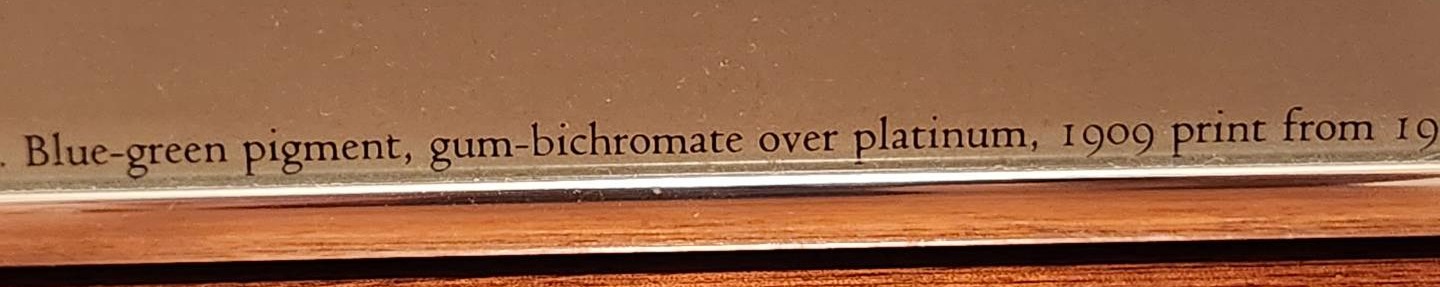 . Blue-green pigment, gum-bichromate over platinum, 1909 print from 19